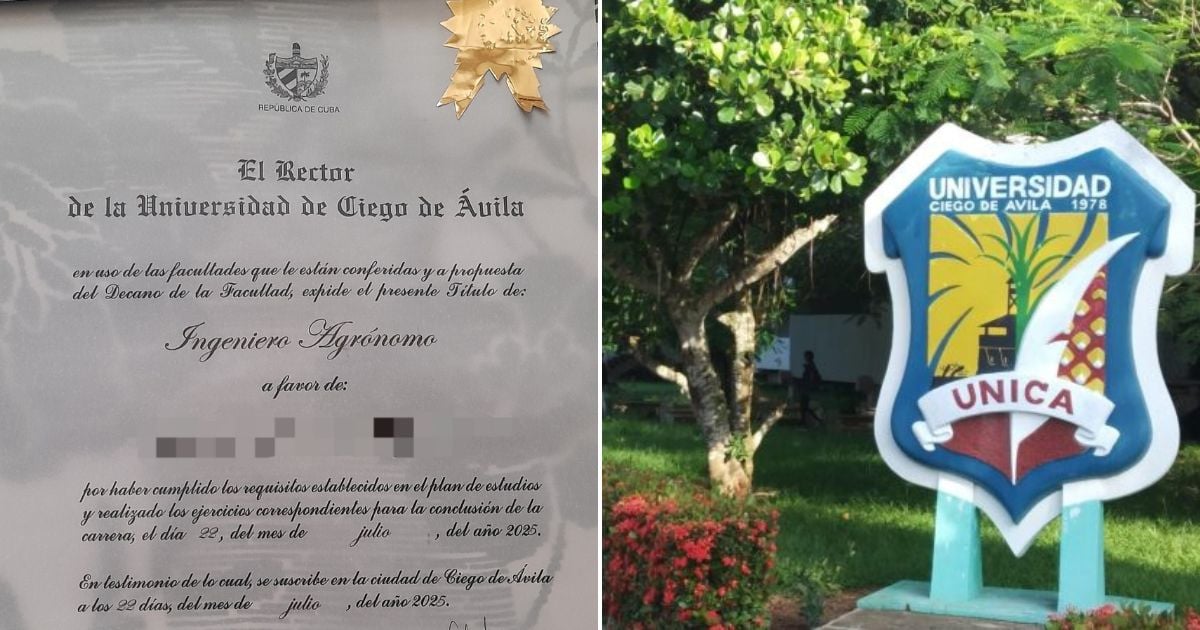 REPÚBLICA DE CUBA
El Rector
de la Universidad de Ciego de Ávila
en uso de las facultades que le están conferidas y a propuesta
del Decano de la Facultad, expide el presente Título de:
Ingeniero Agrónomo
a favor de:
por haber cumplido los requisitos establecidos en el plan de estudios
y realizado los ejercicios correspondientes para la conclusión de la
carrera, el día 22, del mes de julio, del año 2025.
En testimonio de lo cual, se suscribe en la ciudad de Ciego de Ávila
a los 22 días, del mes de julio, del año 2025.
UNIVERSIDAD
CIEGO DE AVILA 1978
UNICA